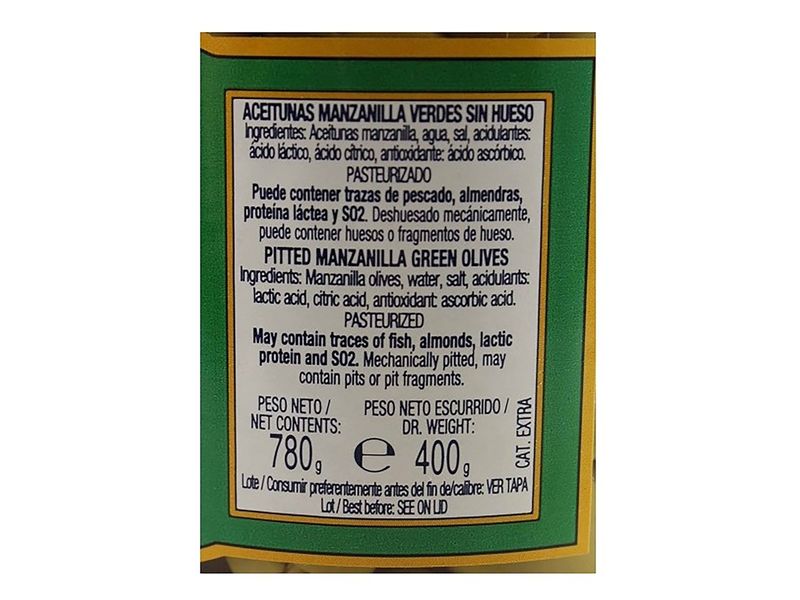 ACEITUNAS MANZANILLA VERDES SIN HUESO
Ingredientes: Aceitunas manzanilla, agua, sal, acidulantes:
ácido láctico, ácido cítrico, antioxidante: ácido ascórbico.
PASTEURIZADO
Puede contener trazas de pescado, almendras,
proteína láctea y SO2. Deshuesado mecánicamente,
puede contener huesos o fragmentos de hueso.
PITTED MANZANILLA GREEN OLIVES
Ingredients: Manzanilla olives, water, salt, acidulants:
lactic acid, citric acid, antioxidant: ascorbic acid.
PASTEURIZED
May contain traces of fish, almonds, lactic
protein and SO2. Mechanically pitted, may
contain pits or pit fragments.
PESO NETO / PESO NETO ESCURRIDO /
NET CONTENTS: DR. WEIGHT:
780g e 400g
CAT. EXTRA
Lote / Consumir preferentemente antes del fin de/calibre: VER TAPA
Lot / Best before: SEE ON LID